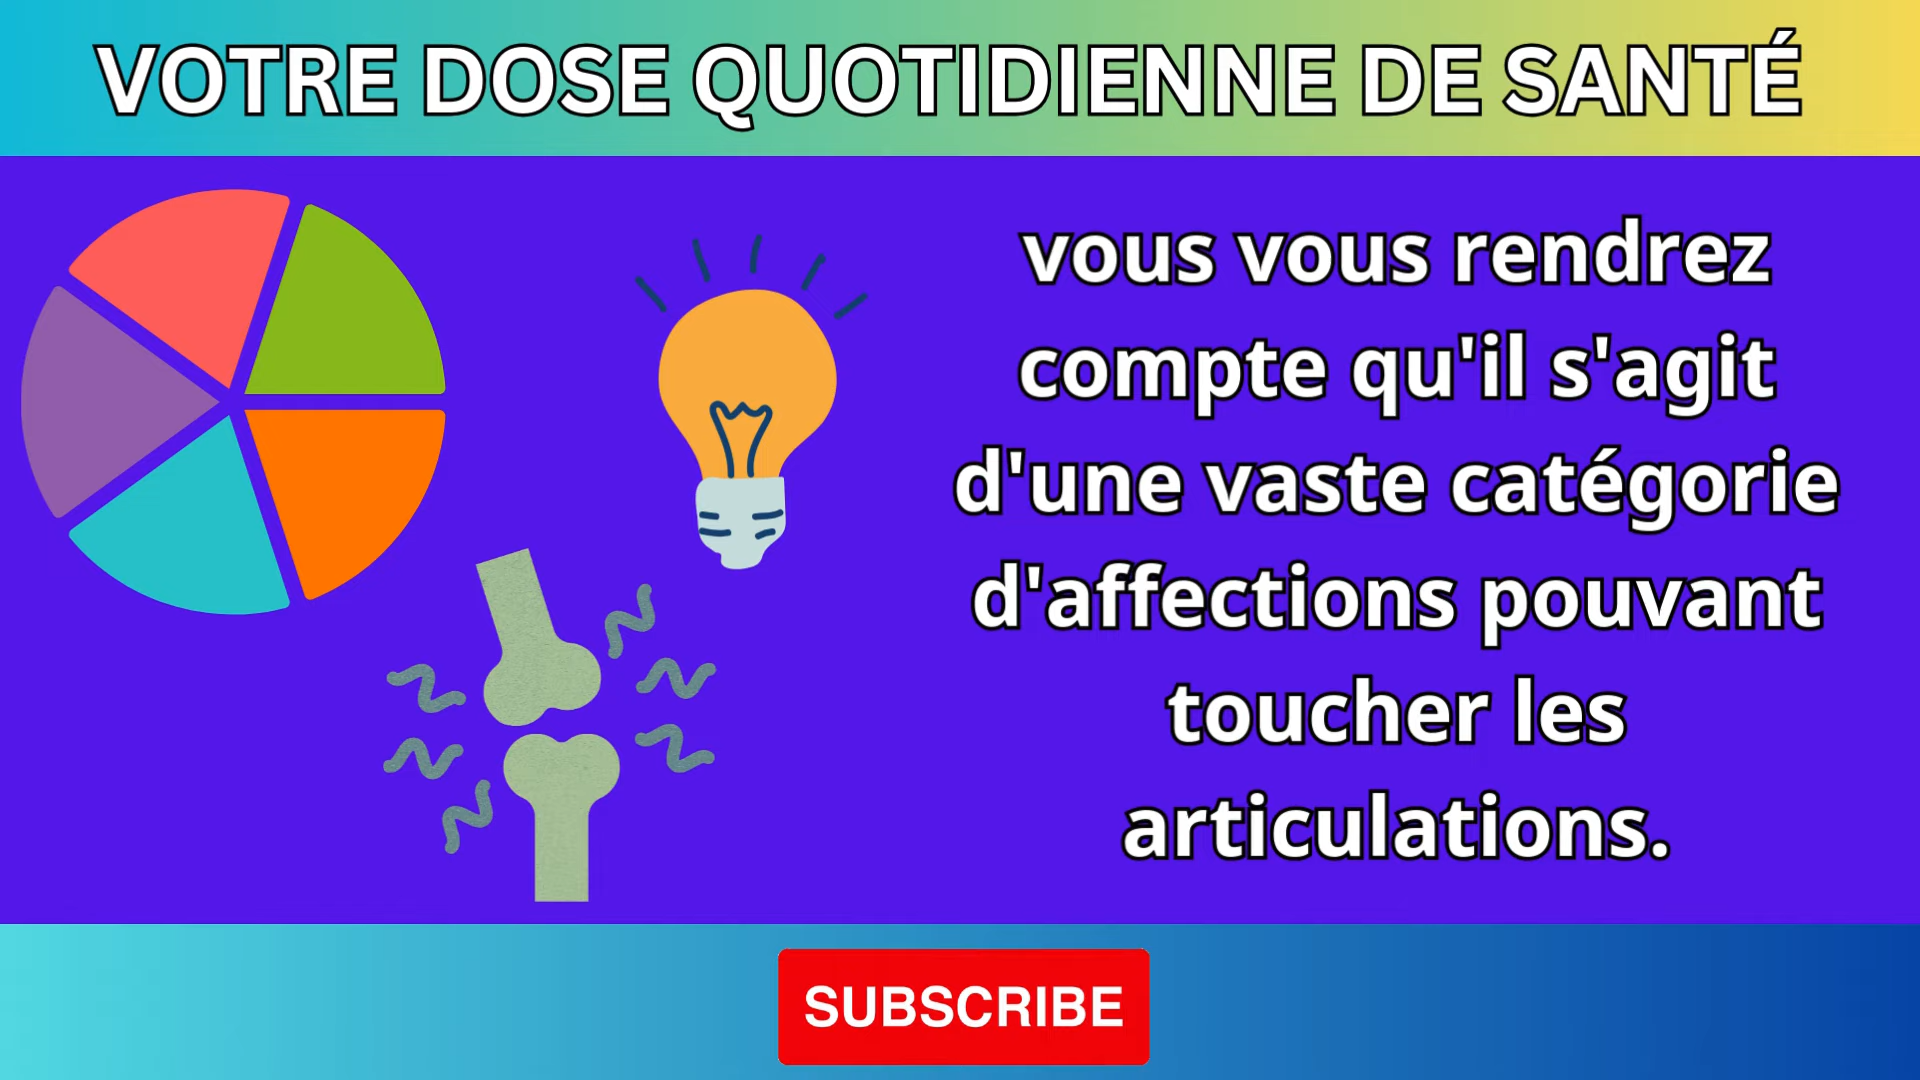 VOTRE DOSE QUOTIDIENNE DE SANTÉ
vous vous rendrez
compte qu'il s'agit
d'une vaste catégorie
d'affections pouvant
toucher les
articulations.
SUBSCRIBE